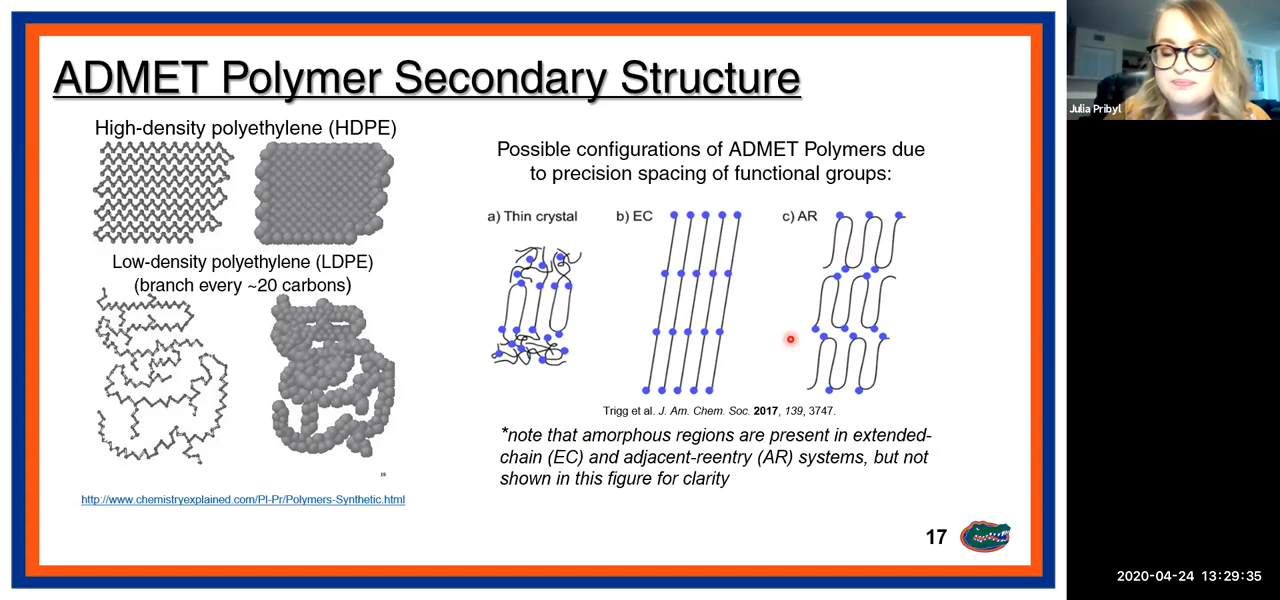 ADMET Polymer Secondary Structure
High-density polyethylene (HDPE)
Low-density polyethylene (LDPE)
(branch every ~20 carbons)
http://www.chemistryexplained.com/Pl-Pr/Polymers-Synthetic.html
Possible configurations of ADMET Polymers due
to precision spacing of functional groups:
a) Thin crystal
b) EC
c) AR
Trigg et al. J. Am. Chem. Soc. 2017, 139, 3747.
*note that amorphous regions are present in extended-
chain (EC) and adjacent-reentry (AR) systems, but not
shown in this figure for clarity
17
Julia Pribyl
2020-04-24 13:29:35